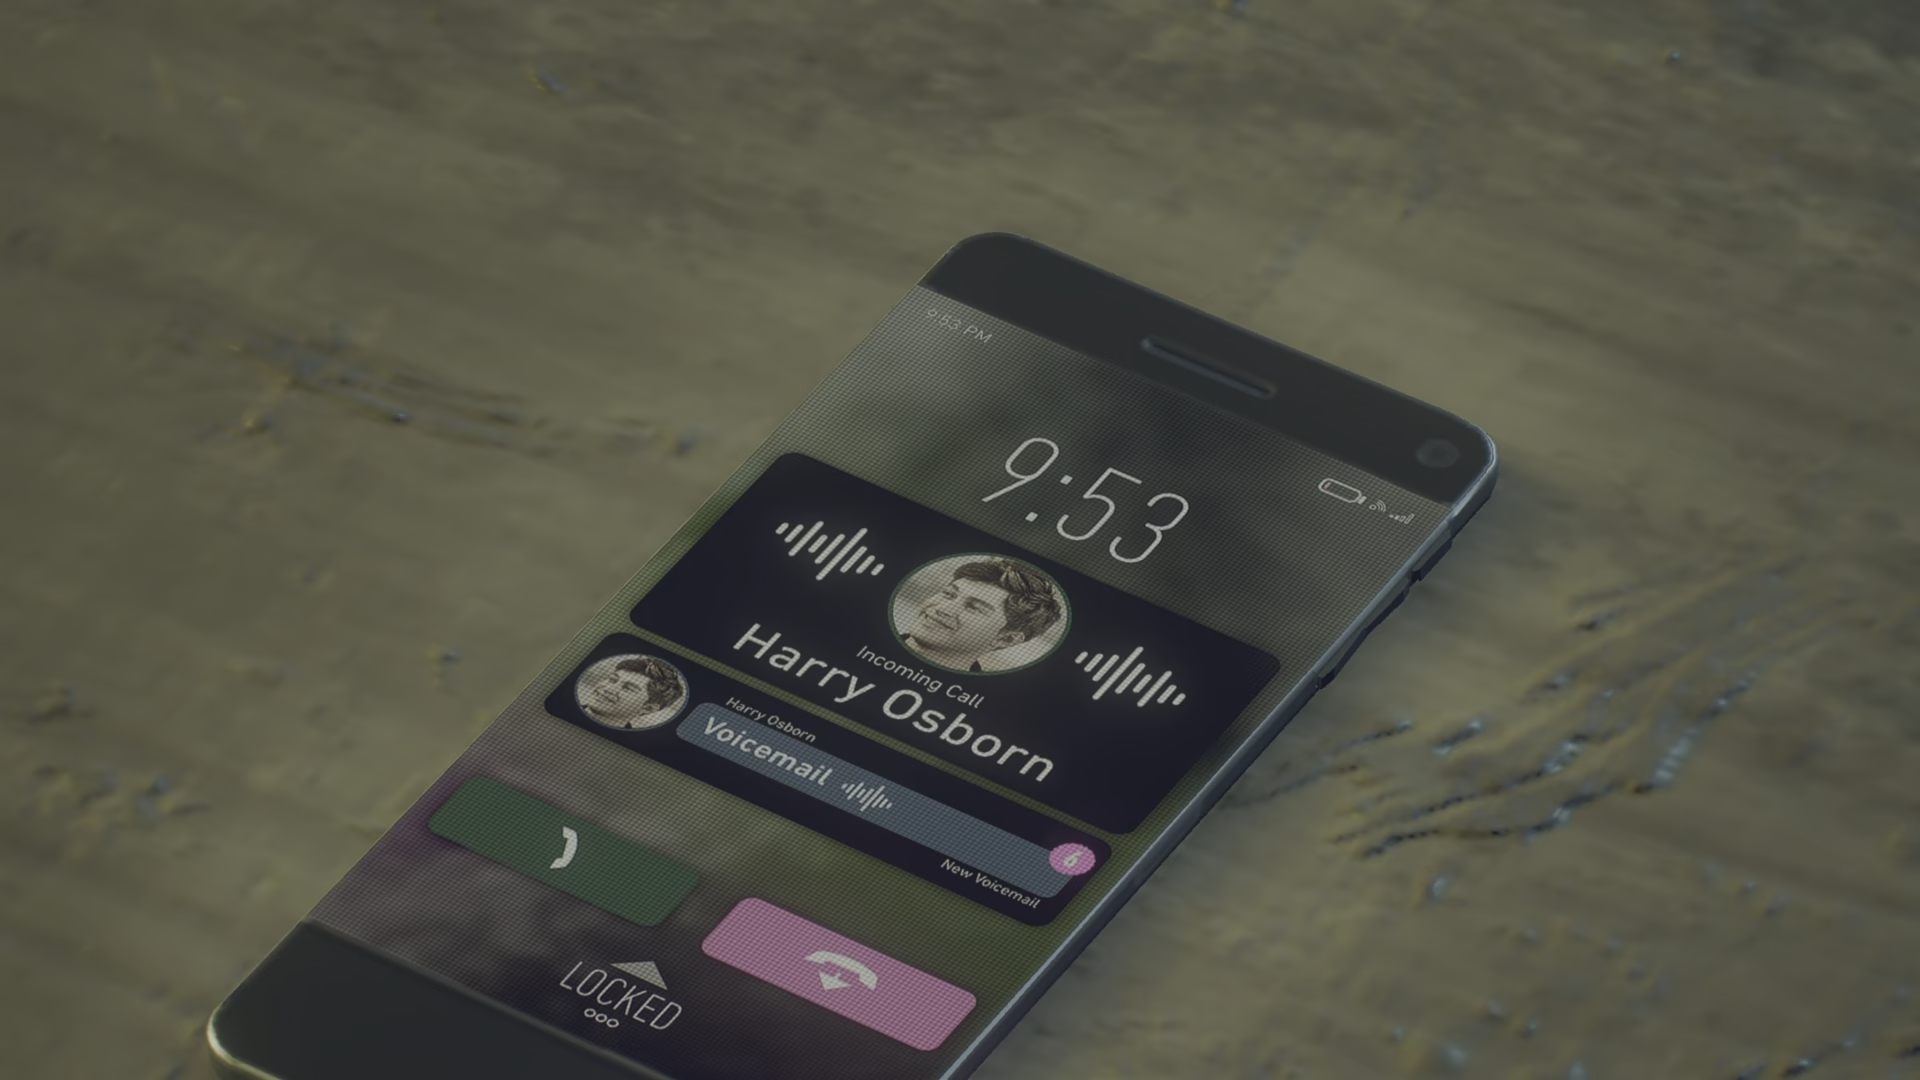 9:53 PM
9:53
Incoming Call
Harry Osborn
Harry Osborn
Voicemail
6
New Voicemail
LOCKED